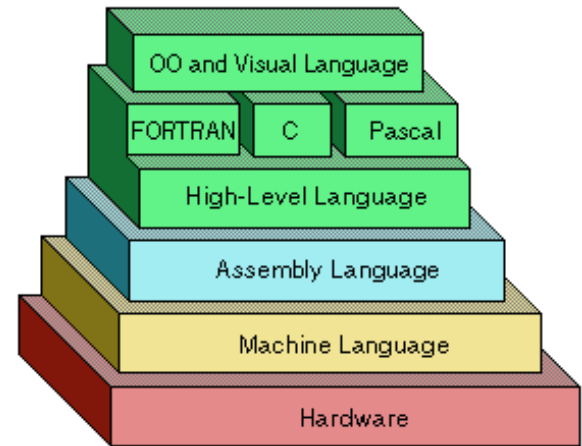 OO and Visual Language
FORTRAN C Pascal
High-Level Language
Assembly Language
Machine Language
Hardware